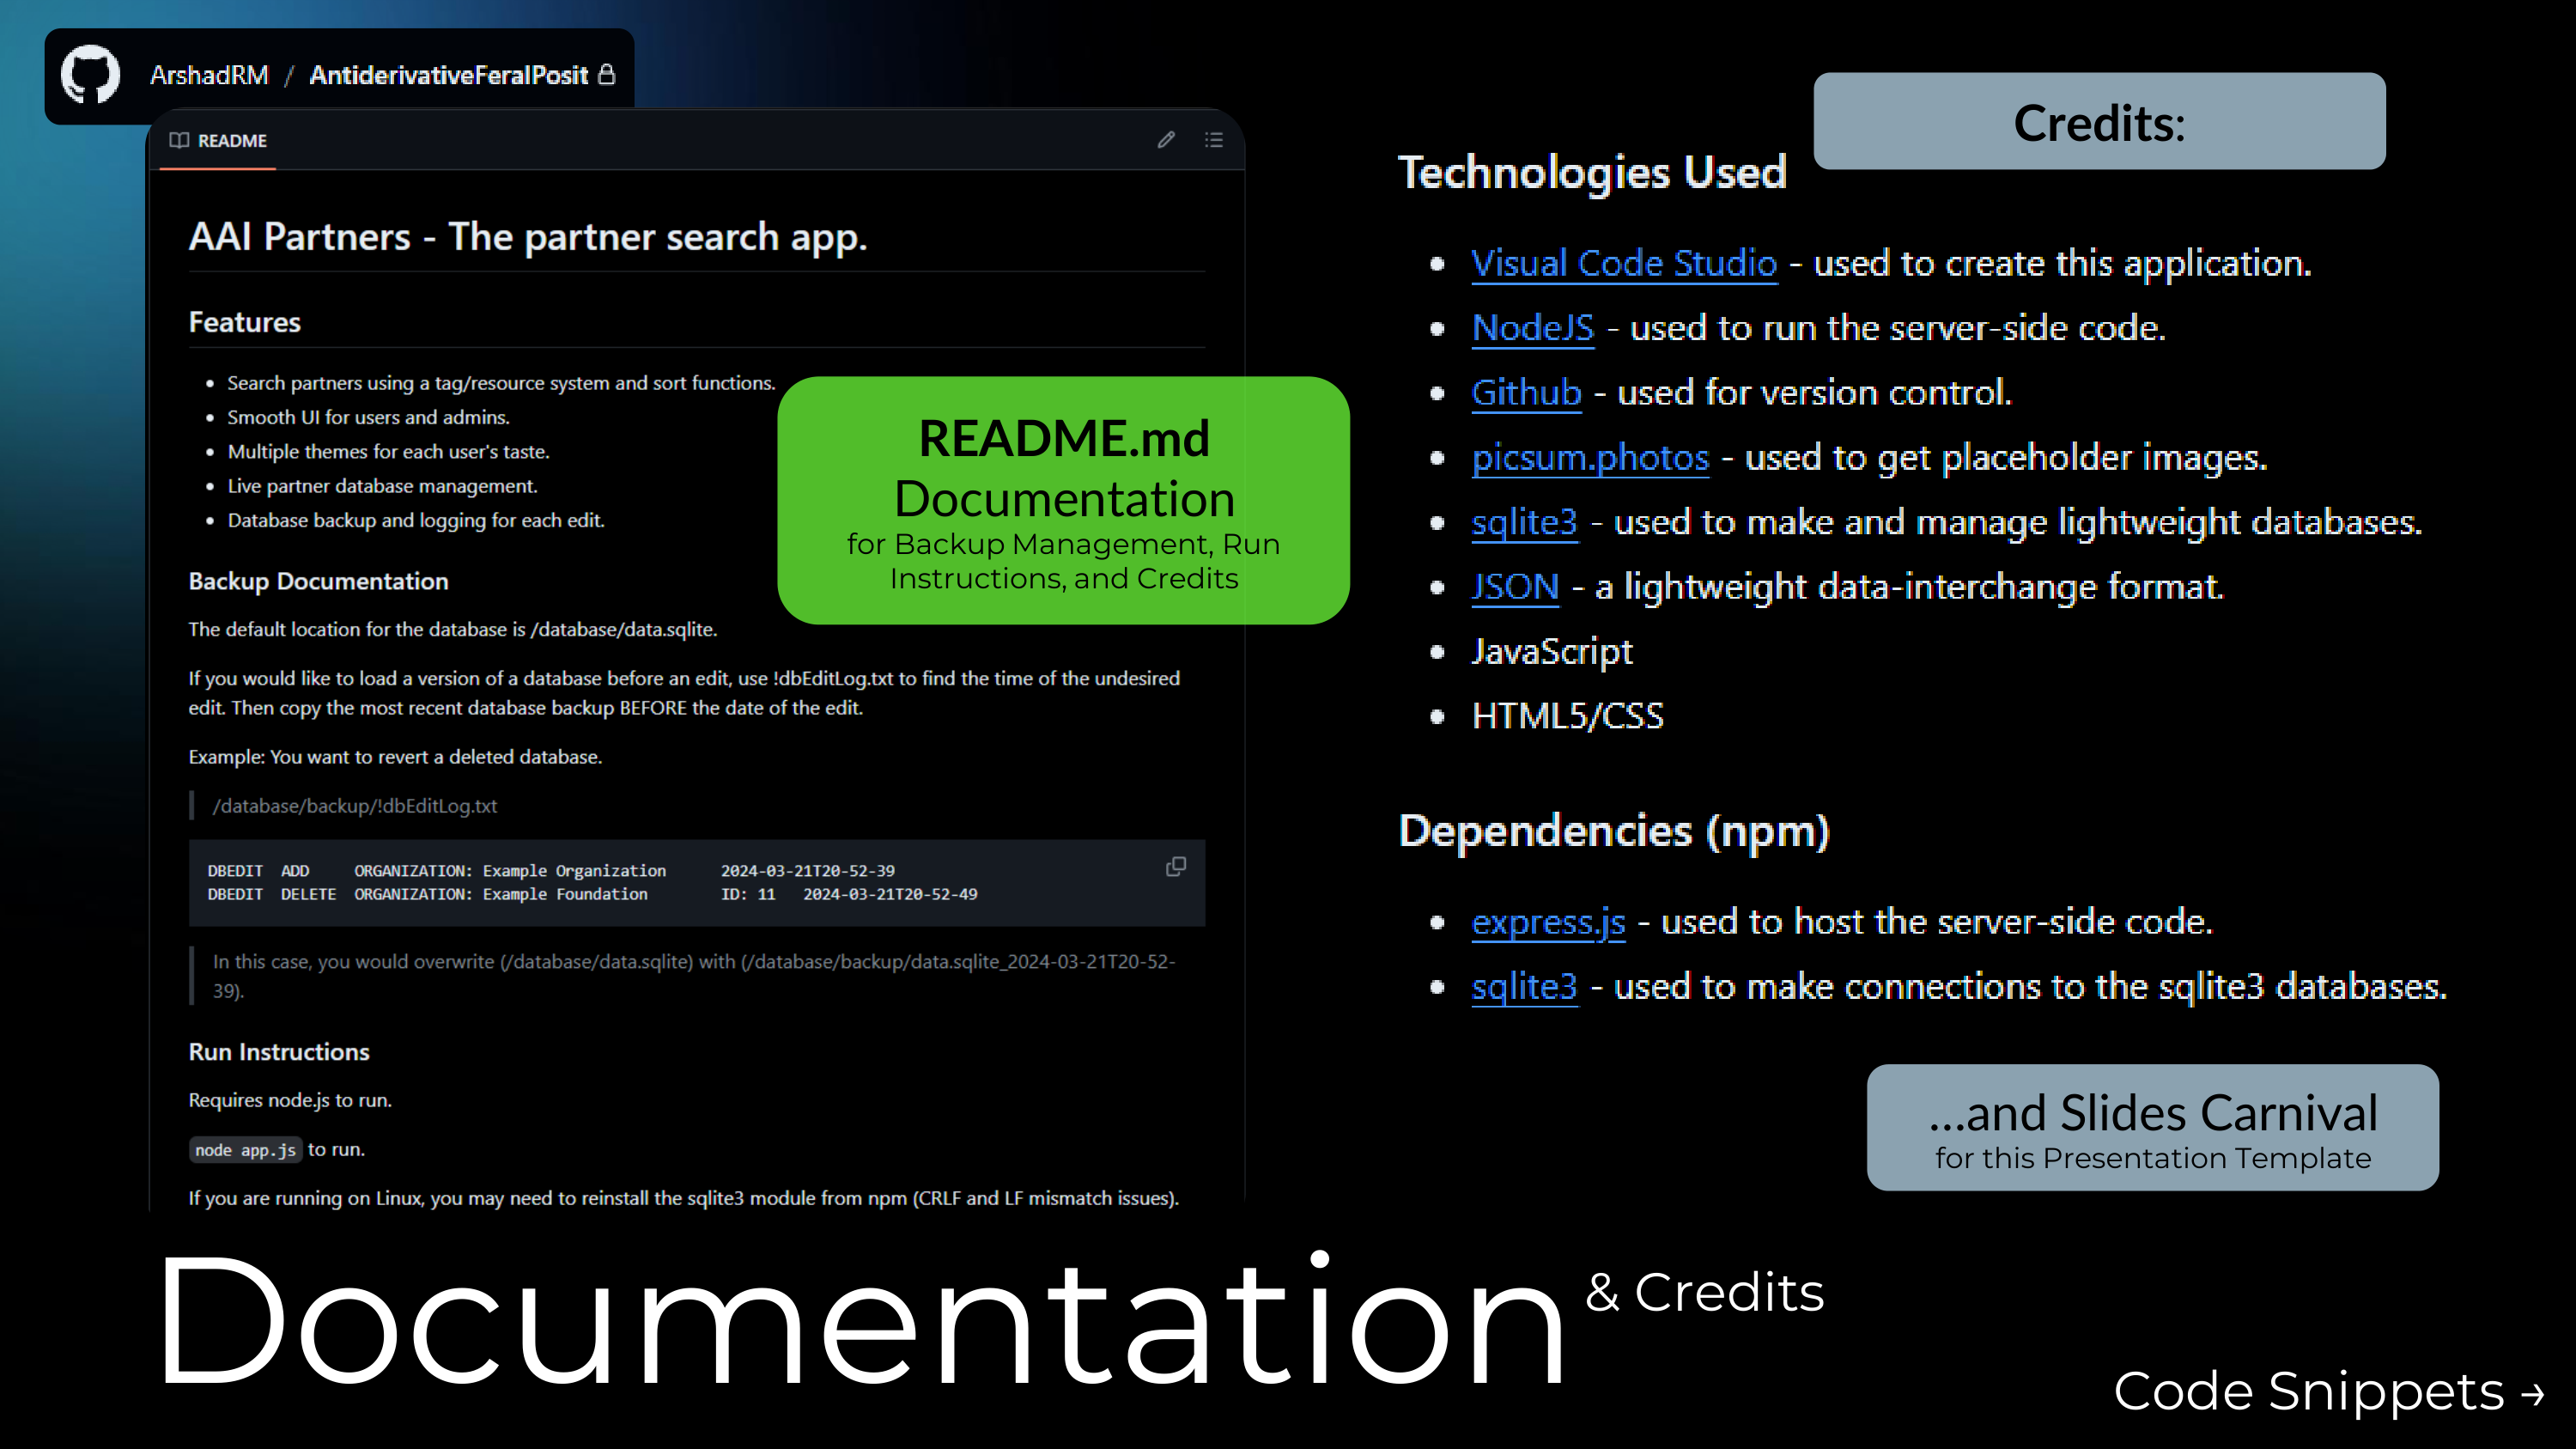 ArshadRM / AntiderivativeFeralPosit
README
AAI Partners - The partner search app.
Features
Search partners using a tag/resource system and sort functions.
Smooth UI for users and admins.
Multiple themes for each user's taste.
Live partner database management.
Database backup and logging for each edit.
README.md
Documentation
for Backup Management, Run
Instructions, and Credits
Backup Documentation
The default location for the database is /database/data.sqlite.
If you would like to load a version of a database before an edit, use !dbEditLog.txt to find the time of the undesired
edit. Then copy the most recent database backup BEFORE the date of the edit.
Example: You want to revert a deleted database.
/database/backup/!dbEditLog.txt
DBEDIT ADD ORGANIZATION: Example Organization 2024-03-21T20-52-39
DBEDIT DELETE ORGANIZATION: Example Foundation ID: 11 2024-03-21T20-52-49
In this case, you would overwrite (/database/data.sqlite) with (/database/backup/data.sqlite_2024-03-21T20-52-
39).
Run Instructions
Requires node.js to run.
node app.js to run.
If you are running on Linux, you may need to reinstall the sqlite3 module from npm (CRLF and LF mismatch issues).
Credits:
Technologies Used
Visual Code Studio - used to create this application.
NodeJS - used to run the server-side code.
Github - used for version control.
picsum.photos - used to get placeholder images.
sqlite3 - used to make and manage lightweight databases.
JSON - a lightweight data-interchange format.
JavaScript
HTML5/CSS
Dependencies (npm)
express.js - used to host the server-side code.
sqlite3 - used to make connections to the sqlite3 databases.
...and Slides Carnival
for this Presentation Template
Documentation & Credits
Code Snippets →